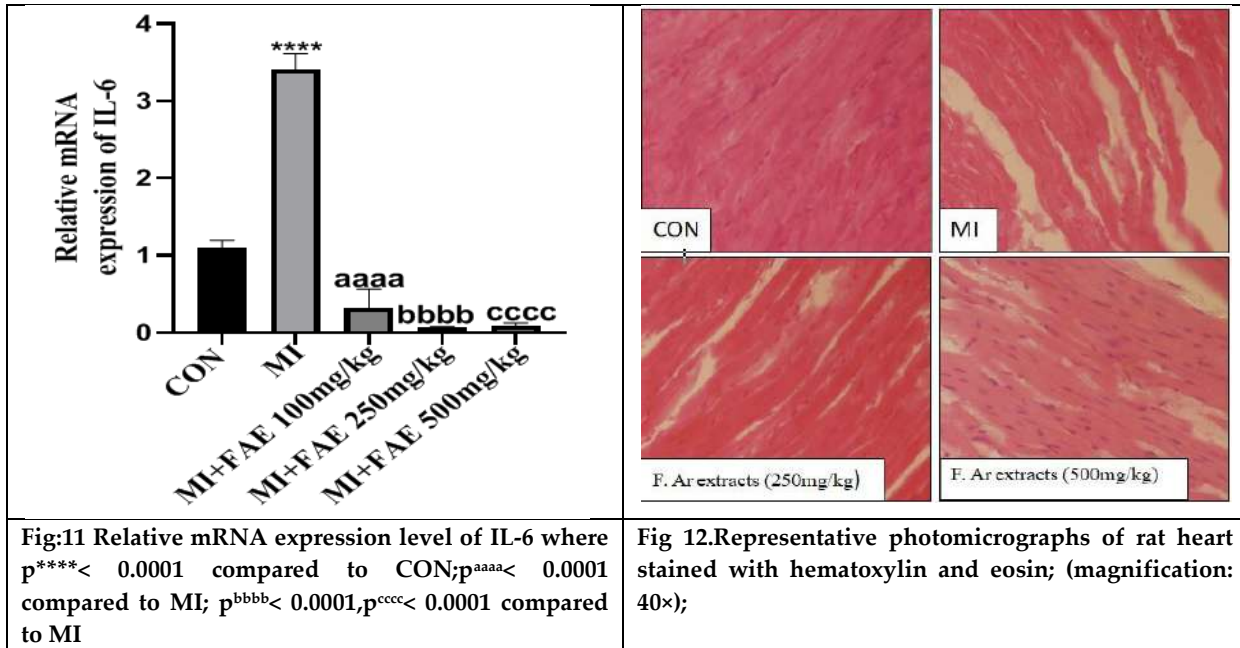 4
3
2
1
0
Relative mRNA
expression of IL-6
****
aaaa
bbbb
cccc
CON
MI
MI+FAE 100mg/kg
MI+FAE 250mg/kg
MI+FAE 500mg/kg
CON
MI
F. Ar extracts (250mg/kg)
F. Ar extracts (500mg/kg)
Fig:11 Relative mRNA expression level of IL-6 where
p****< 0.0001 compared to CON;pᵃᵃᵃᵃ< 0.0001
compared to MI; pᵇᵇᵇᵇ< 0.0001,pᶜᶜᶜᶜ< 0.0001 compared
to MI
Fig 12.Representative photomicrographs of rat heart
stained with hematoxylin and eosin; (magnification:
40×);